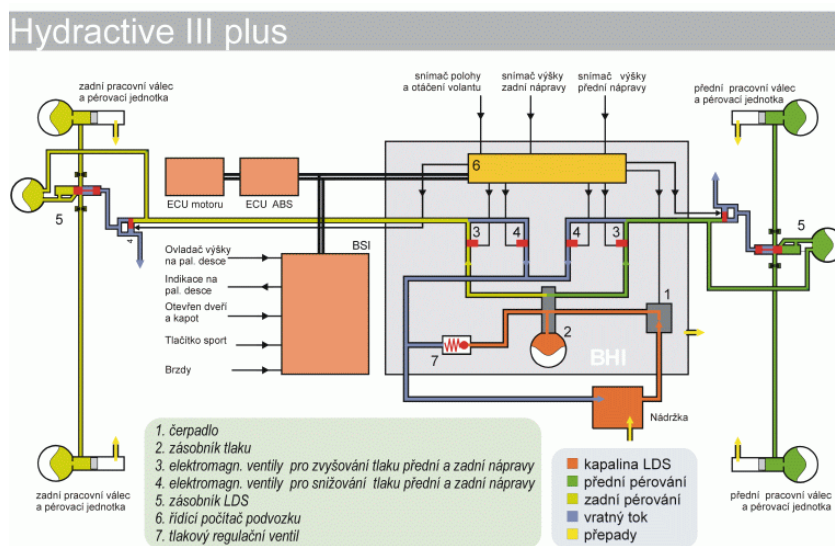 Hydractive III plus
zadní pracovní válec
a pérovací jednotka
snímač polohy
a otáčení volantu
snímač výšky
zadní nápravy
snímač výšky
přední nápravy
přední pracovní válec
a pérovací jednotka
6
ECU motoru
ECU ABS
5
4
3
4
4
3
5
BSI
Ovladač výšky
na pal. desce
Indikace na
pal. desce
Otevřen dveří
a kapot
Tlačítko sport
Brzdy
1
2
7
BHI
Nádržka
1. čerpadlo
2. zásobník tlaku
3. elektromagn. ventily pro zvyšování tlaku přední a zadní nápravy
4. elektromagn. ventily pro snižování tlaku přední a zadní nápravy
5. zásobník LDS
6. řídící počítač podvozku
7. tlakový regulační ventil
kapalina LDS
přední pérování
zadní pérování
vratný tok
přepady
zadní pracovní válec
a pérovací jednotka
přední pracovní válec
a pérovací jednotka